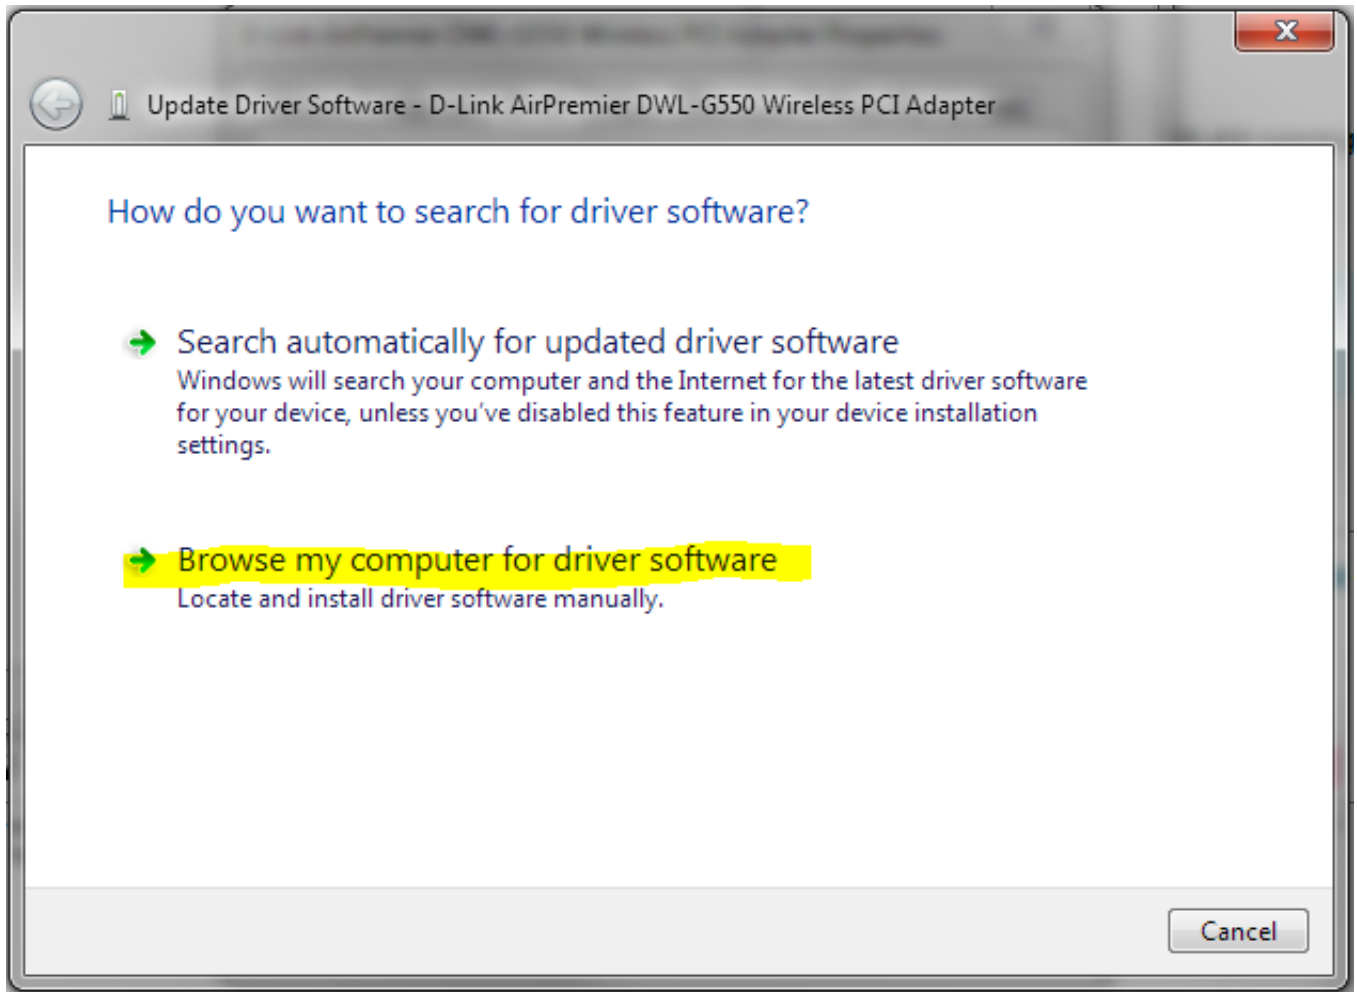 Update Driver Software - D-Link AirPremier DWL-G550 Wireless PCI Adapter
How do you want to search for driver software?
Search automatically for updated driver software
Windows will search your computer and the Internet for the latest driver software
for your device, unless you've disabled this feature in your device installation
settings.
Browse my computer for driver software
Locate and install driver software manually.
Cancel